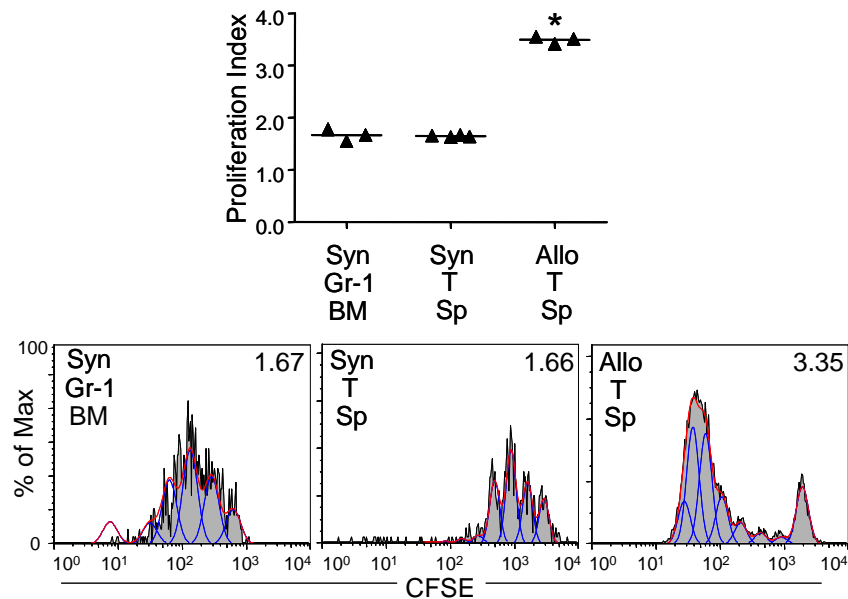 4.0
*
3.0
2.0
1.0
0.0
Proliferation Index
Syn Syn Allo
Gr-1 T T
BM Sp Sp
100
0
% of Max
Syn 1.67
Gr-1
BM
Syn 1.66
T
Sp
Allo 3.35
T
Sp
10⁰ 10¹ 10² 10³ 10⁴ 10⁰ 10² 10³ 10⁴ 10⁰ 10¹ 10² 10³ 10⁴
CFSE